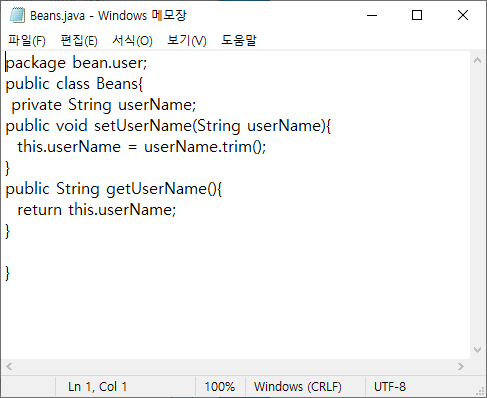 Beans.java - Windows 메모장
파일(F) 편집(E) 서식(O) 보기(V) 도움말
package bean.user;
public class Beans{
 private String userName;
public void setUserName(String userName){
  this.userName = userName.trim();
}
public String getUserName(){
  return this.userName;
}

}
Ln 1, Col 1 100% Windows (CRLF) UTF-8